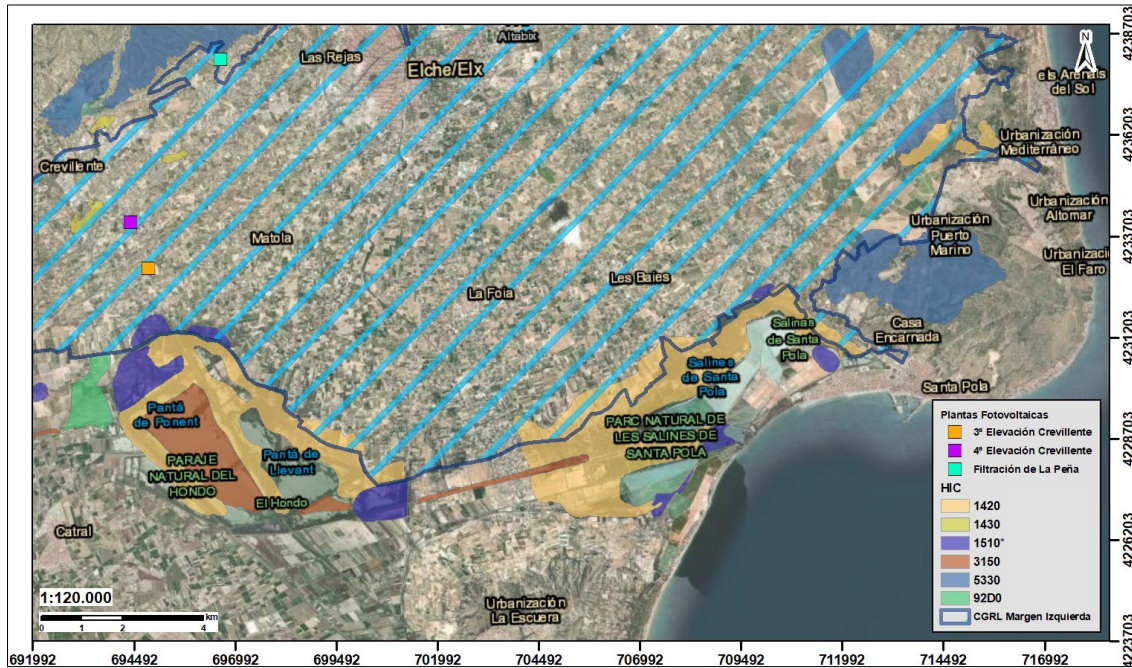 Altabix
Las Rejas
Elche/Elx
N
els Arenals
del Sol
Urbanización
Mediterráneo
Crevillente
Urbanización
Altomar
Urbanización
Puerto
Marino
Matola
Urbanizaci
El Faro
Les Baies
La Foia
Salinas
de Santa
Pola
Casa
Encarnada
Salines
de Santa
Pola
Santa Pola
Pantá
de Ponent
PARC NATURAL DE
LES SALINES DE
SANTA POLA
Pantá de
Llevant
PARAJE
NATURAL DEL
HONDO
El Hondo
Catral
Urbanización
La Escuera
1:120.000
km
0 1 2 4
Plantas Fotovoltaicas
3ª Elevación Crevillente
4ª Elevación Crevillente
Filtración de La Peña
HIC
1420
1430
1510*
3150
5330
92D0
CGRL Margen Izquierda
691992 694492 696992 699492 701992 704492 706992 709492 711992 714492 716992
4238703
4236203
4233703
4231203
4228703
4226203
4223703